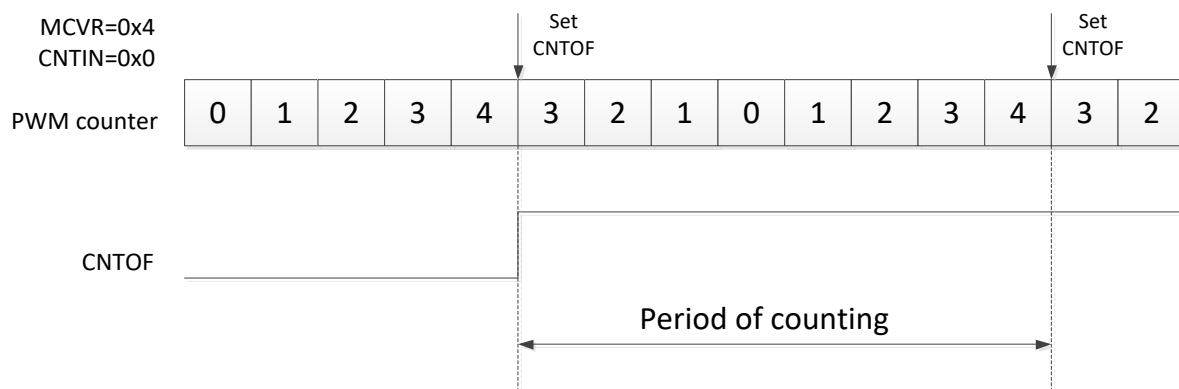 MCVR=0x4
CNTIN=0x0
Set
CNTOF
Set
CNTOF
PWM counter
0 1 2 3 4 3 2 1 0 1 2 3 4 3 2
CNTOF
Period of counting